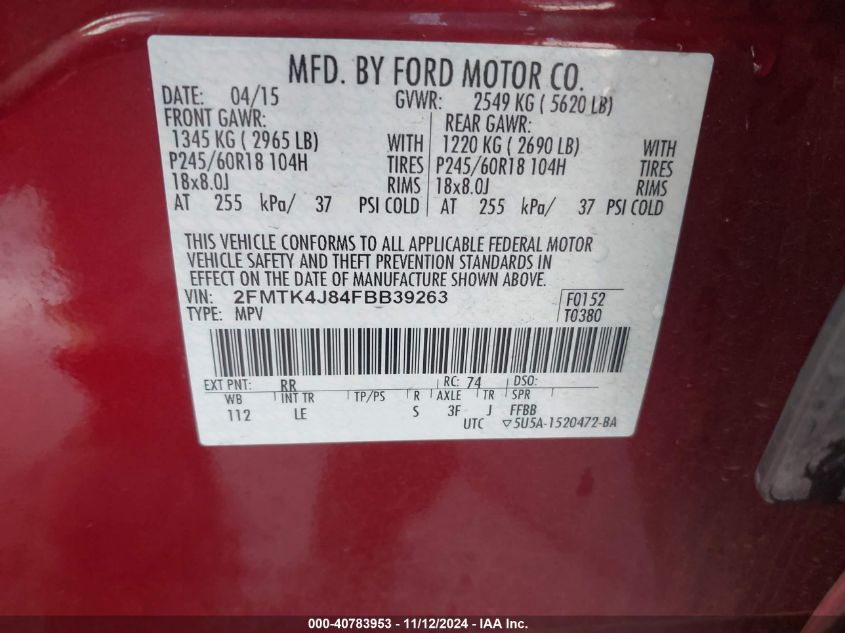 MFD. BY FORD MOTOR CO.
DATE: 04/15 GVWR: 2549 KG ( 5620 LB)
FRONT GAWR: REAR GAWR:
1345 KG ( 2965 LB) WITH 1220 KG ( 2690 LB) WITH
P245/60R18 104H TIRES P245/60R18 104H TIRES
18x8.0J RIMS 18x8.0J RIMS
AT 255 kPa/ 37 PSI COLD AT 255 kPa/ 37 PSI COLD
THIS VEHICLE CONFORMS TO ALL APPLICABLE FEDERAL MOTOR
VEHICLE SAFETY AND THEFT PREVENTION STANDARDS IN
EFFECT ON THE DATE OF MANUFACTURE SHOWN ABOVE.
VIN: 2FMTK4J84FBB39263 F0152
TYPE: MPV T0380
EXT PNT: RR RC: 74 DSO:
WB INT TR TP/PS R AXLE TR SPR
112 LE S 3F J FFBB
UTC ▽5U5A-1520472-BA
000-40783953 - 11/12/2024 - IAA Inc.